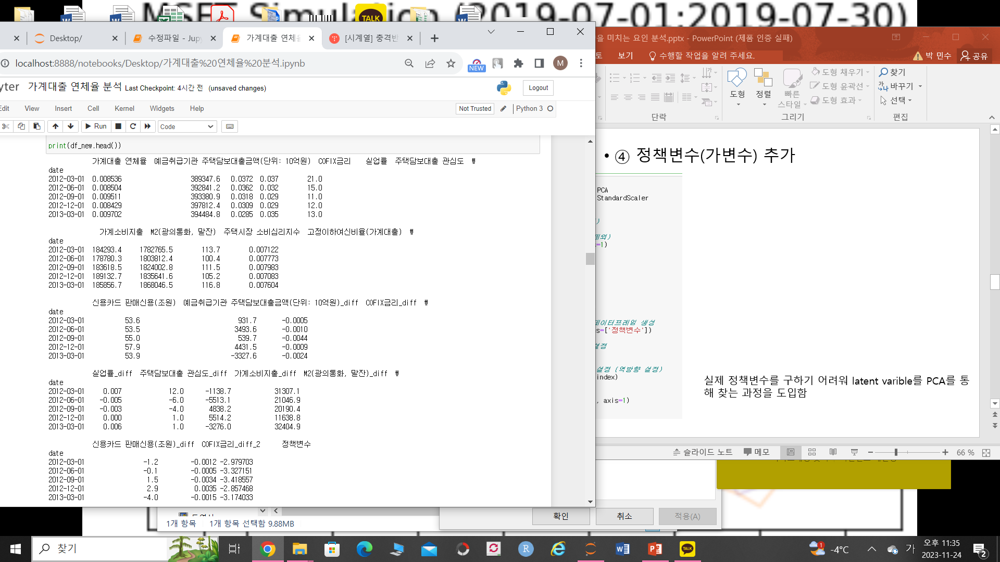 MSET Simulation (2019-07-01:2019-07-30)
Desktop/
수정파일 - Jup
가계대출 연체율
[시계열] 충격반
localhost:8888/notebooks/Desktop/가계대출%20연체율%20분석.ipynb
NEW
M
yter 가계대출 연체율 분석 Last Checkpoint: 4시간 전 (unsaved changes)
Logout
Edit View Insert Cell Kernel Widgets Help
Not Trusted
Python 3
Run
Code
print(df_new.head())
가계대출 연체율 예금취급기관 주택담보대출금액(단위: 10억원) COFIX금리 실업률 주택담보대출 관심도 ₩
date
2012-03-01 0.008536 389347.6 0.0372 0.037 21.0
2012-06-01 0.008504 392841.2 0.0362 0.032 15.0
2012-09-01 0.009511 393380.9 0.0318 0.029 11.0
2012-12-01 0.008429 397812.4 0.0309 0.029 12.0
2013-03-01 0.009702 394484.8 0.0285 0.035 13.0
가계소비지출 M2(광의통화, 말잔) 주택시장 소비심리지수 고정이하여신비율(가계대출) ₩
date
2012-03-01 184293.4 1782765.5 113.7 0.007122
2012-06-01 178780.3 1803812.4 100.4 0.007773
2012-09-01 183618.5 1824002.8 111.5 0.007983
2012-12-01 189132.7 1835641.6 105.2 0.007083
2013-03-01 185856.7 1868046.5 116.8 0.007604
신용카드 판매신용(조원) 예금취급기관 주택담보대출금액(단위: 10억원)_diff COFIX금리_diff ₩
date
2012-03-01 53.6 931.7 -0.0005
2012-06-01 53.5 3493.6 -0.0010
2012-09-01 55.0 539.7 -0.0044
2012-12-01 57.9 4431.5 -0.0009
2013-03-01 53.9 -3327.6 -0.0024
실업률_diff 주택담보대출 관심도_diff 가계소비지출_diff M2(광의통화, 말잔)_diff ₩
date
2012-03-01 0.007 12.0 -1138.7 31307.1
2012-06-01 -0.005 -6.0 -5513.1 21046.9
2012-09-01 -0.003 -4.0 4838.2 20190.4
2012-12-01 0.000 1.0 5514.2 11638.8
2013-03-01 0.006 1.0 -3276.0 32404.9
신용카드 판매신용(조원)_diff COFIX금리_diff_2 정책변수
date
2012-03-01 -1.2 -0.0012 -2.979703
2012-06-01 -0.1 -0.0005 -3.327151
2012-09-01 1.5 -0.0034 -3.418557
2012-12-01 2.9 0.0035 -2.857468
2013-03-01 -4.0 -0.0015 -3.174033
을 미치는 요인 분석.pptx - PowerPoint (제품 인증 실패)
토 보기 수행할 작업을 알려 주세요.
박 민수 공유
도형
정렬
빠른
스타일
도형 채우기
도형 윤곽선
도형 효과
찾기
바꾸기
선택
단락
그리기
편집
• ④ 정책변수(가변수) 추가
PCA
StandardScaler
)
제외)
=1)
데이터프레임 생성
s=['정책변수'])
설정
설정 (역방향 설정)
index)
, axis=1)
실제 정책변수를 구하기 어려워 latent varible를 PCA를 통
해 찾는 과정을 도입함
슬라이드 노트
메모
66 %
확인
취소
적용(A)
1개 항목
1개 항목 선택함 9.88MB
찾기
TALK
-4°C
가
오후 11:35
2023-11-24
2